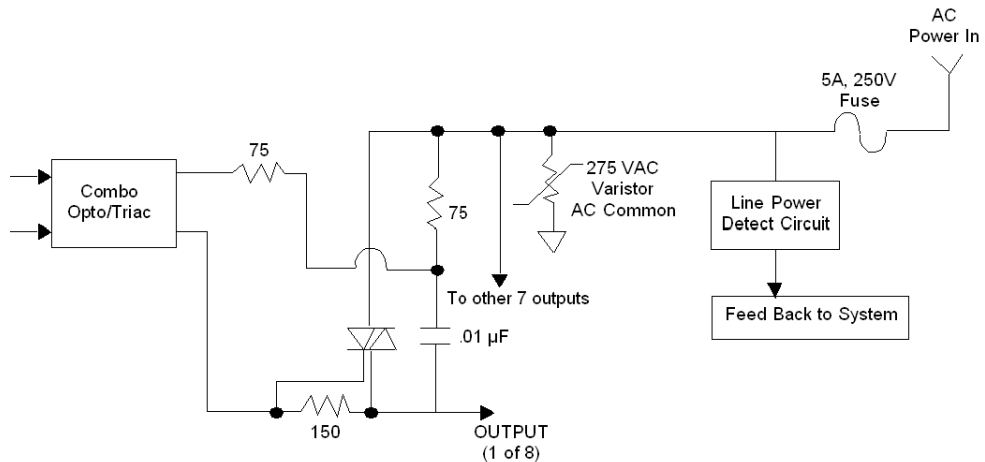 AC
Power In
5A, 250V
Fuse
75
Combo
Opto/Triac
75
275 VAC
Varistor
AC Common
Line Power
Detect Circuit
To other 7 outputs
Feed Back to System
.01 µF
150
OUTPUT
(1 of 8)